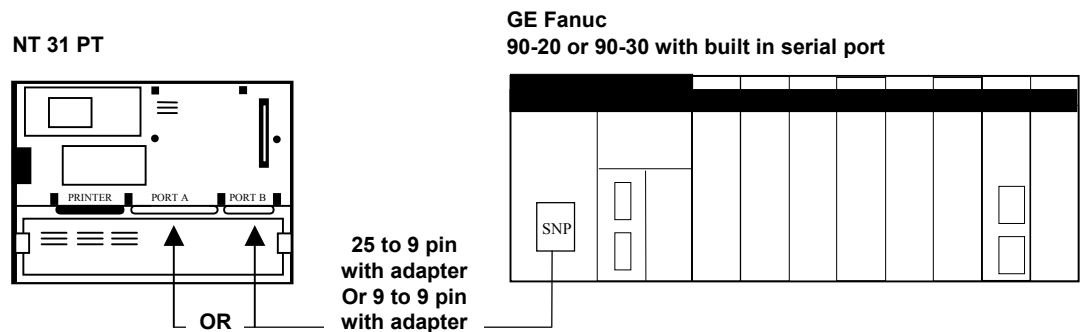 GE Fanuc
NT 31 PT
90-20 or 90-30 with built in serial port
PRINTER PORT A PORT B
SNP
25 to 9 pin
with adapter
Or 9 to 9 pin
OR with adapter